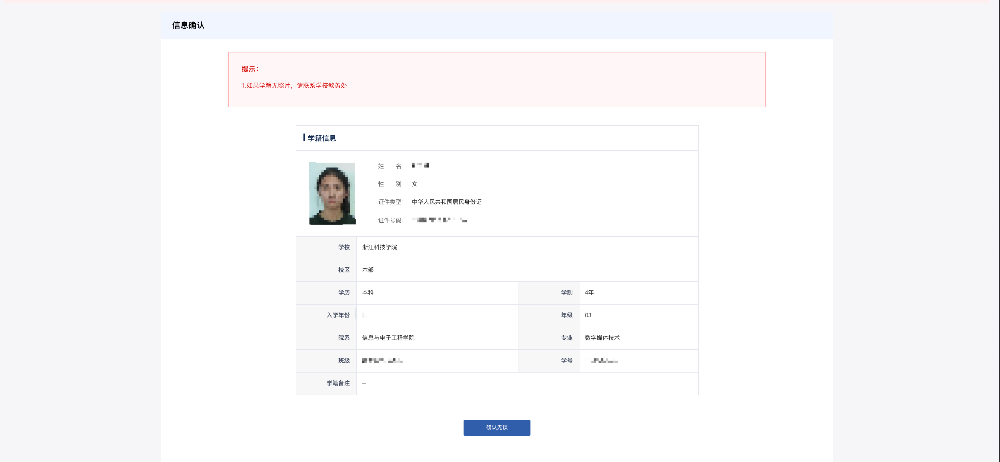 信息确认
提示：
1.如果学籍无照片，请联系学校教务处
学籍信息
姓 名：
性 别： 女
证件类型： 中华人民共和国居民身份证
证件号码：
学校 浙江科技学院
校区 本部
学历 本科 学制 4年
入学年份 年级 03
院系 信息与电子工程学院 专业 数字媒体技术
班级 学号
学籍备注 --
确认无误